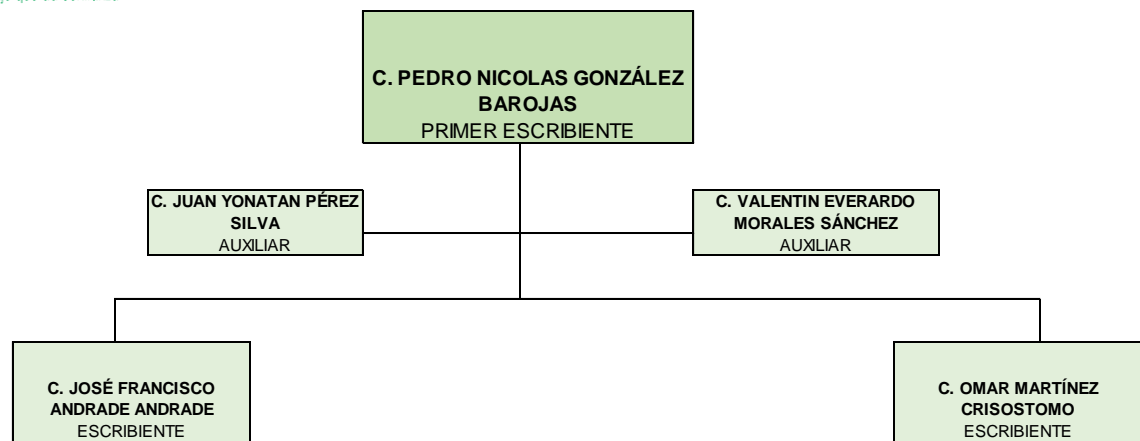 C. PEDRO NICOLAS GONZÁLEZ
BAROJAS
PRIMER ESCRIBIENTE
C. JUAN YONATAN PÉREZ
SILVA
AUXILIAR
C. VALENTIN EVERARDO
MORALES SÁNCHEZ
AUXILIAR
C. JOSÉ FRANCISCO
ANDRADE ANDRADE
ESCRIBIENTE
C. OMAR MARTÍNEZ
CRISOSTOMO
ESCRIBIENTE